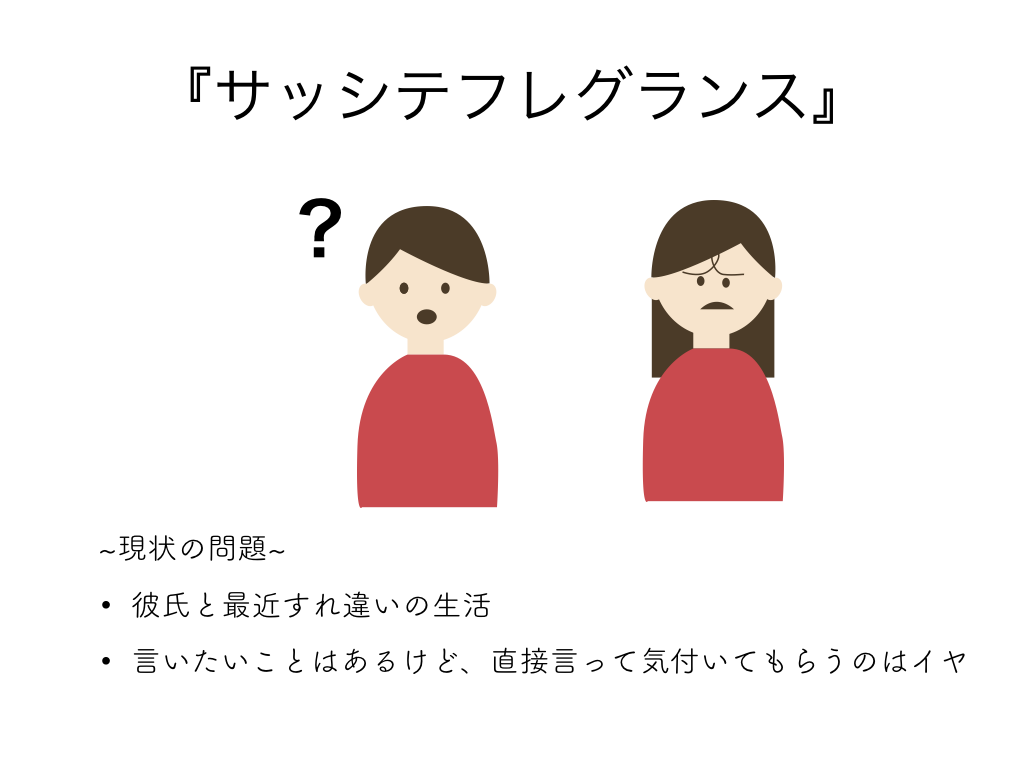 『サッシテフレグランス』
?
~現状の問題~
• 彼氏と最近すれ違いの生活
• 言いたいことはあるけど、直接言って気付いてもらうのはイヤ